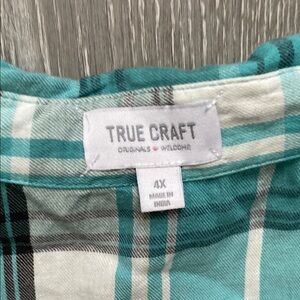 TRUE CRAFT
ORIGINALS WELCOME
4X
MADE IN
INDIA